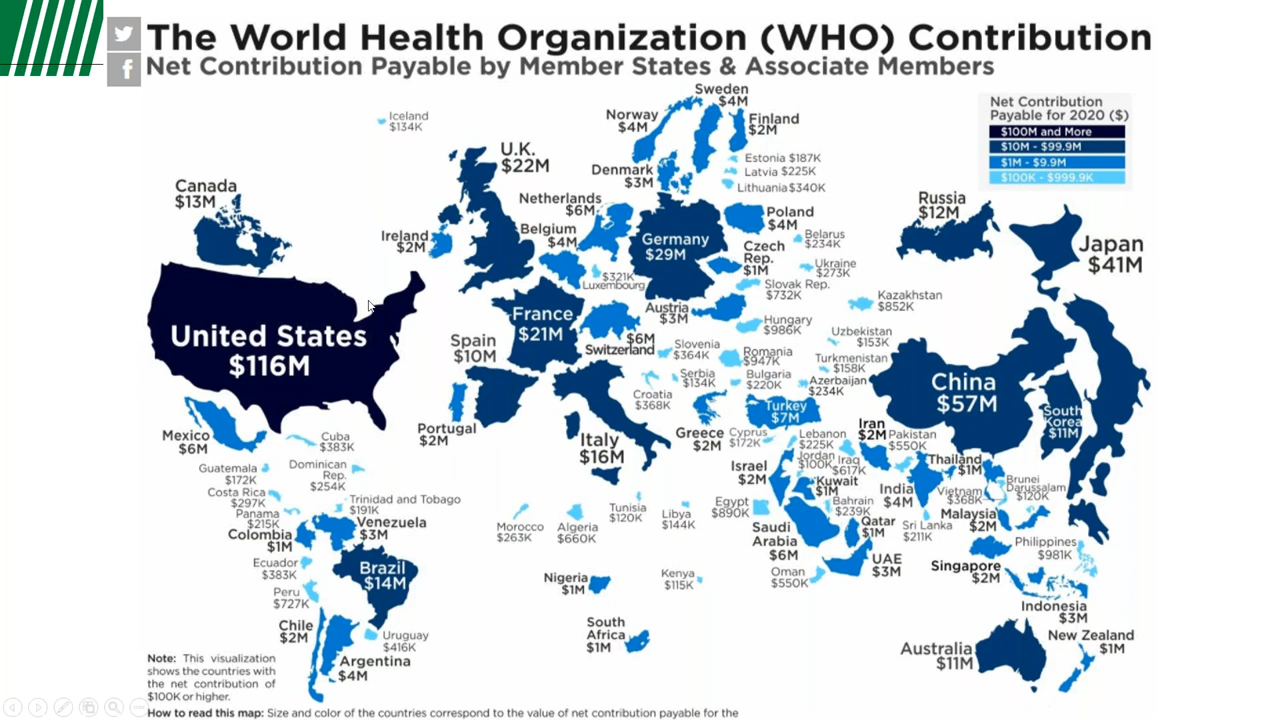 The World Health Organization (WHO) Contribution
Net Contribution Payable by Member States & Associate Members
Net Contribution
Payable for 2020 ($)
$100M and More
$10M - $99.9M
$1M - $9.9M
$100K - $999.9K
Iceland
$134K
Norway
$4M
Sweden
$4M
Finland
$2M
Denmark
$3M
Estonia $187K
Latvia $225K
Lithuania $340K
U.K.
$22M
Canada
$13M
Netherlands
$6M
Ireland
$2M
Belgium
$4M
Germany
$29M
Poland
$4M
Czech
Rep.
$1M
Belarus
$234K
Ukraine
$273K
Russia
$12M
Japan
$41M
$321K
Luxembourg
Slovak Rep.
$732K
Kazakhstan
$852K
United States
$116M
France
$21M
Austria
$3M
Hungary
$986K
Uzbekistan
$153K
Spain
$10M
$6M
Switzerland
Slovenia
$364K
Romania
$947K
Turkmenistan
$158K
Serbia
$134K
Bulgaria
$220K
Azerbaijan
$234K
Croatia
$368K
China
$57M
South
Korea
$11M
Turkey
$7M
Mexico
$6M
Cuba
$383K
Portugal
$2M
Italy
$16M
Greece
$2M
Cyprus
$172K
Lebanon
$225K
Iran
$2M
Pakistan
$550K
Jordan
$100K
Iraq
$617K
Thailand
$1M
Guatemala
$172K
Dominican
Rep.
$254K
Israel
$2M
Kuwait
$1M
India
$4M
Vietnam
$368K
Brunei
Darussalam
$120K
Costa Rica
$297K
Trinidad and Tobago
$191K
Panama
$215K
Tunisia
$120K
Libya
$144K
Egypt
$890K
Bahrain
$239K
Malaysia
$2M
Colombia
$1M
Venezuela
$3M
Morocco
$263K
Algeria
$660K
Saudi
Arabia
$6M
Qatar
$1M
Sri Lanka
$211K
Philippines
$981K
Ecuador
$383K
Brazil
$14M
Nigeria
$1M
Kenya
$115K
Oman
$550K
UAE
$3M
Singapore
$2M
Peru
$727K
Indonesia
$3M
Chile
$2M
Uruguay
$416K
South
Africa
$1M
Australia
$11M
New Zealand
$1M
Argentina
$4M
Note: This visualization
shows the countries with
the net contribution of
$100K or higher.
How to read this map: Size and color of the countries correspond to the value of net contribution payable for the